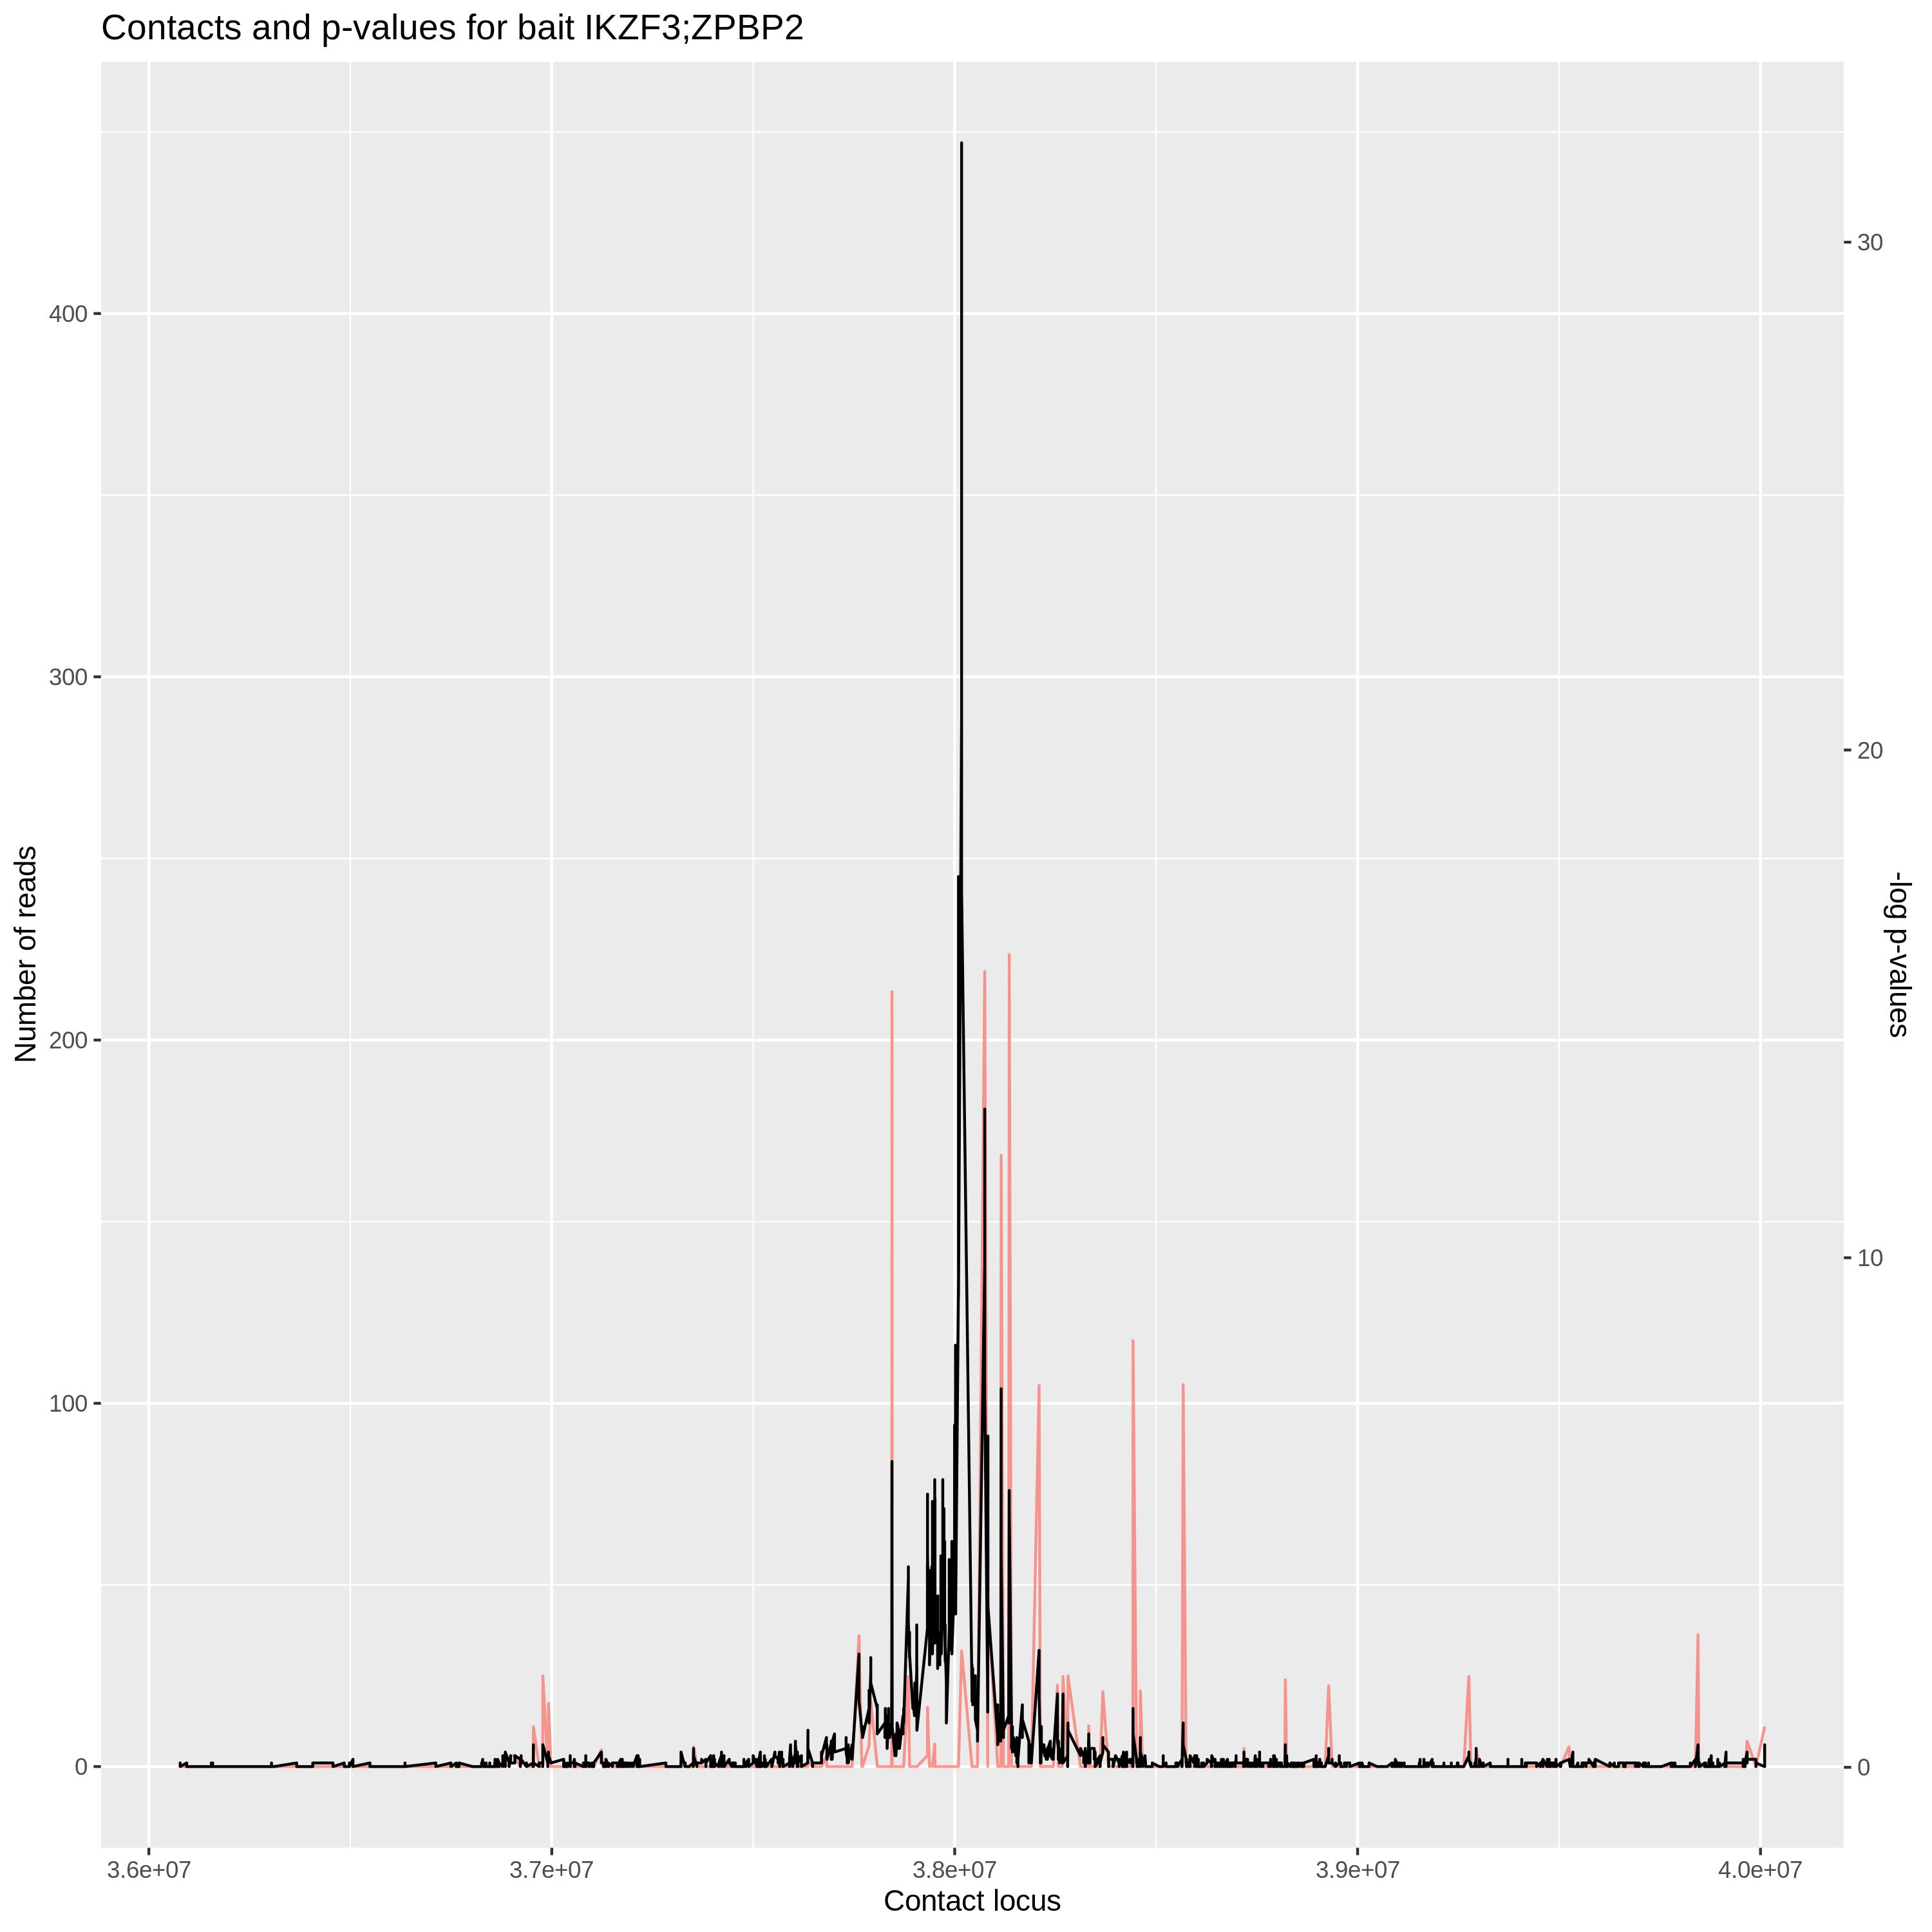 Contacts and p-values for bait IKZF3;ZPBP2
Number of reads
400
300
200
100
0
30
20
10
0
-log p-values
3.6e+07 3.7e+07 3.8e+07 3.9e+07 4.0e+07
Contact locus